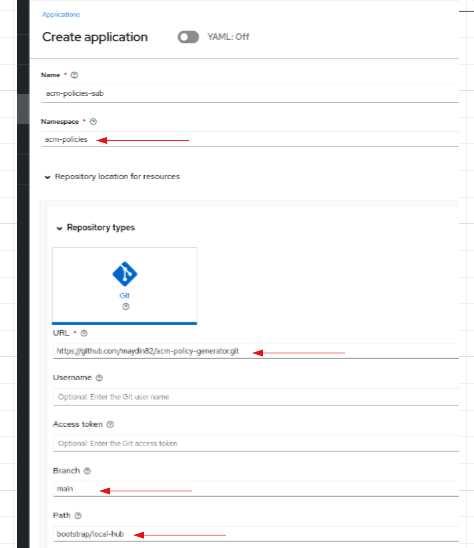 Applications
Create application
YAML: Off
Name *
acm-policies-sub
Namespace *
acm-policies
Repository location for resources
Repository types
Git
URL *
https://github.com/maydin82/acm-policy-generator.git
Username
Optional: Enter the Git user name
Access token
Optional: Enter the Git access token
Branch
main
Path
bootstrap/local-hub